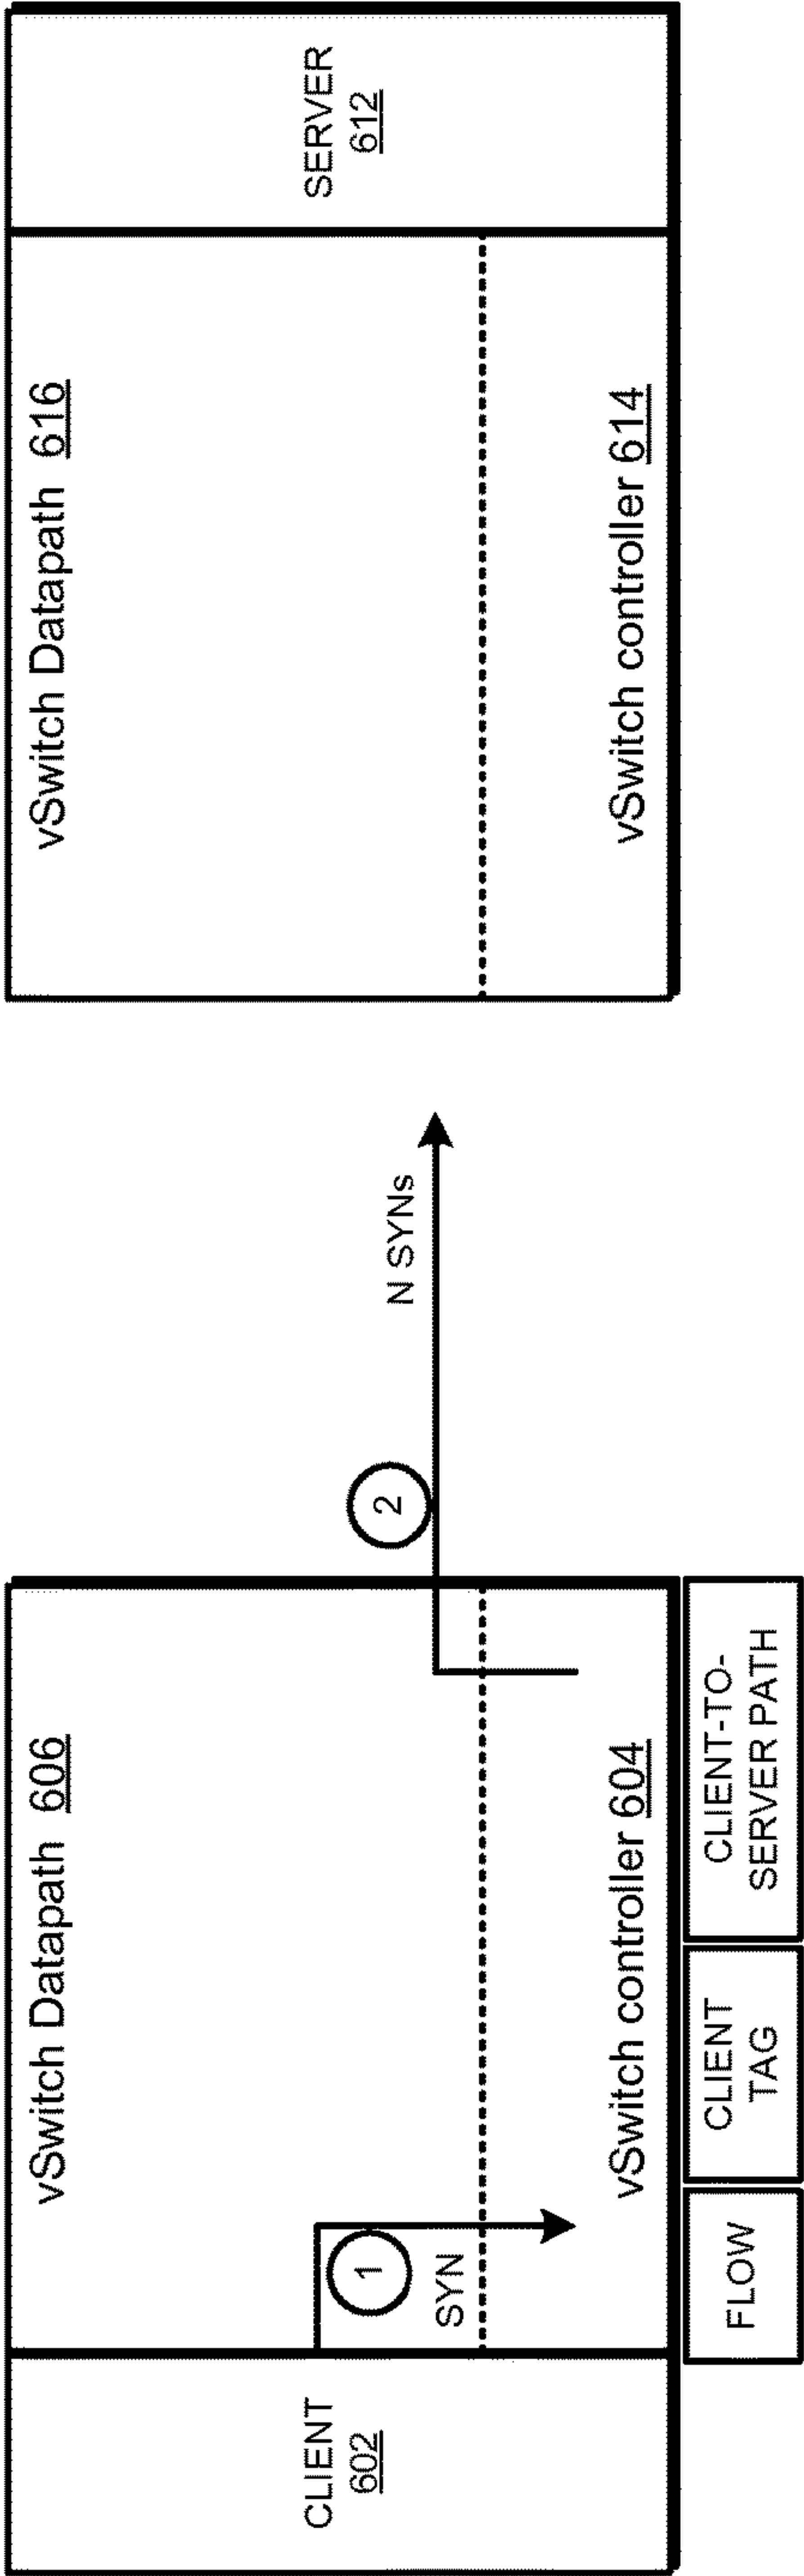 CLIENT
602
vSwitch Datapath 606
1
SYN
vSwitch controller 604
FLOW
CLIENT
TAG
CLIENT-TO-
SERVER PATH
2
N SYNs
vSwitch Datapath 616
vSwitch controller 614
SERVER
612